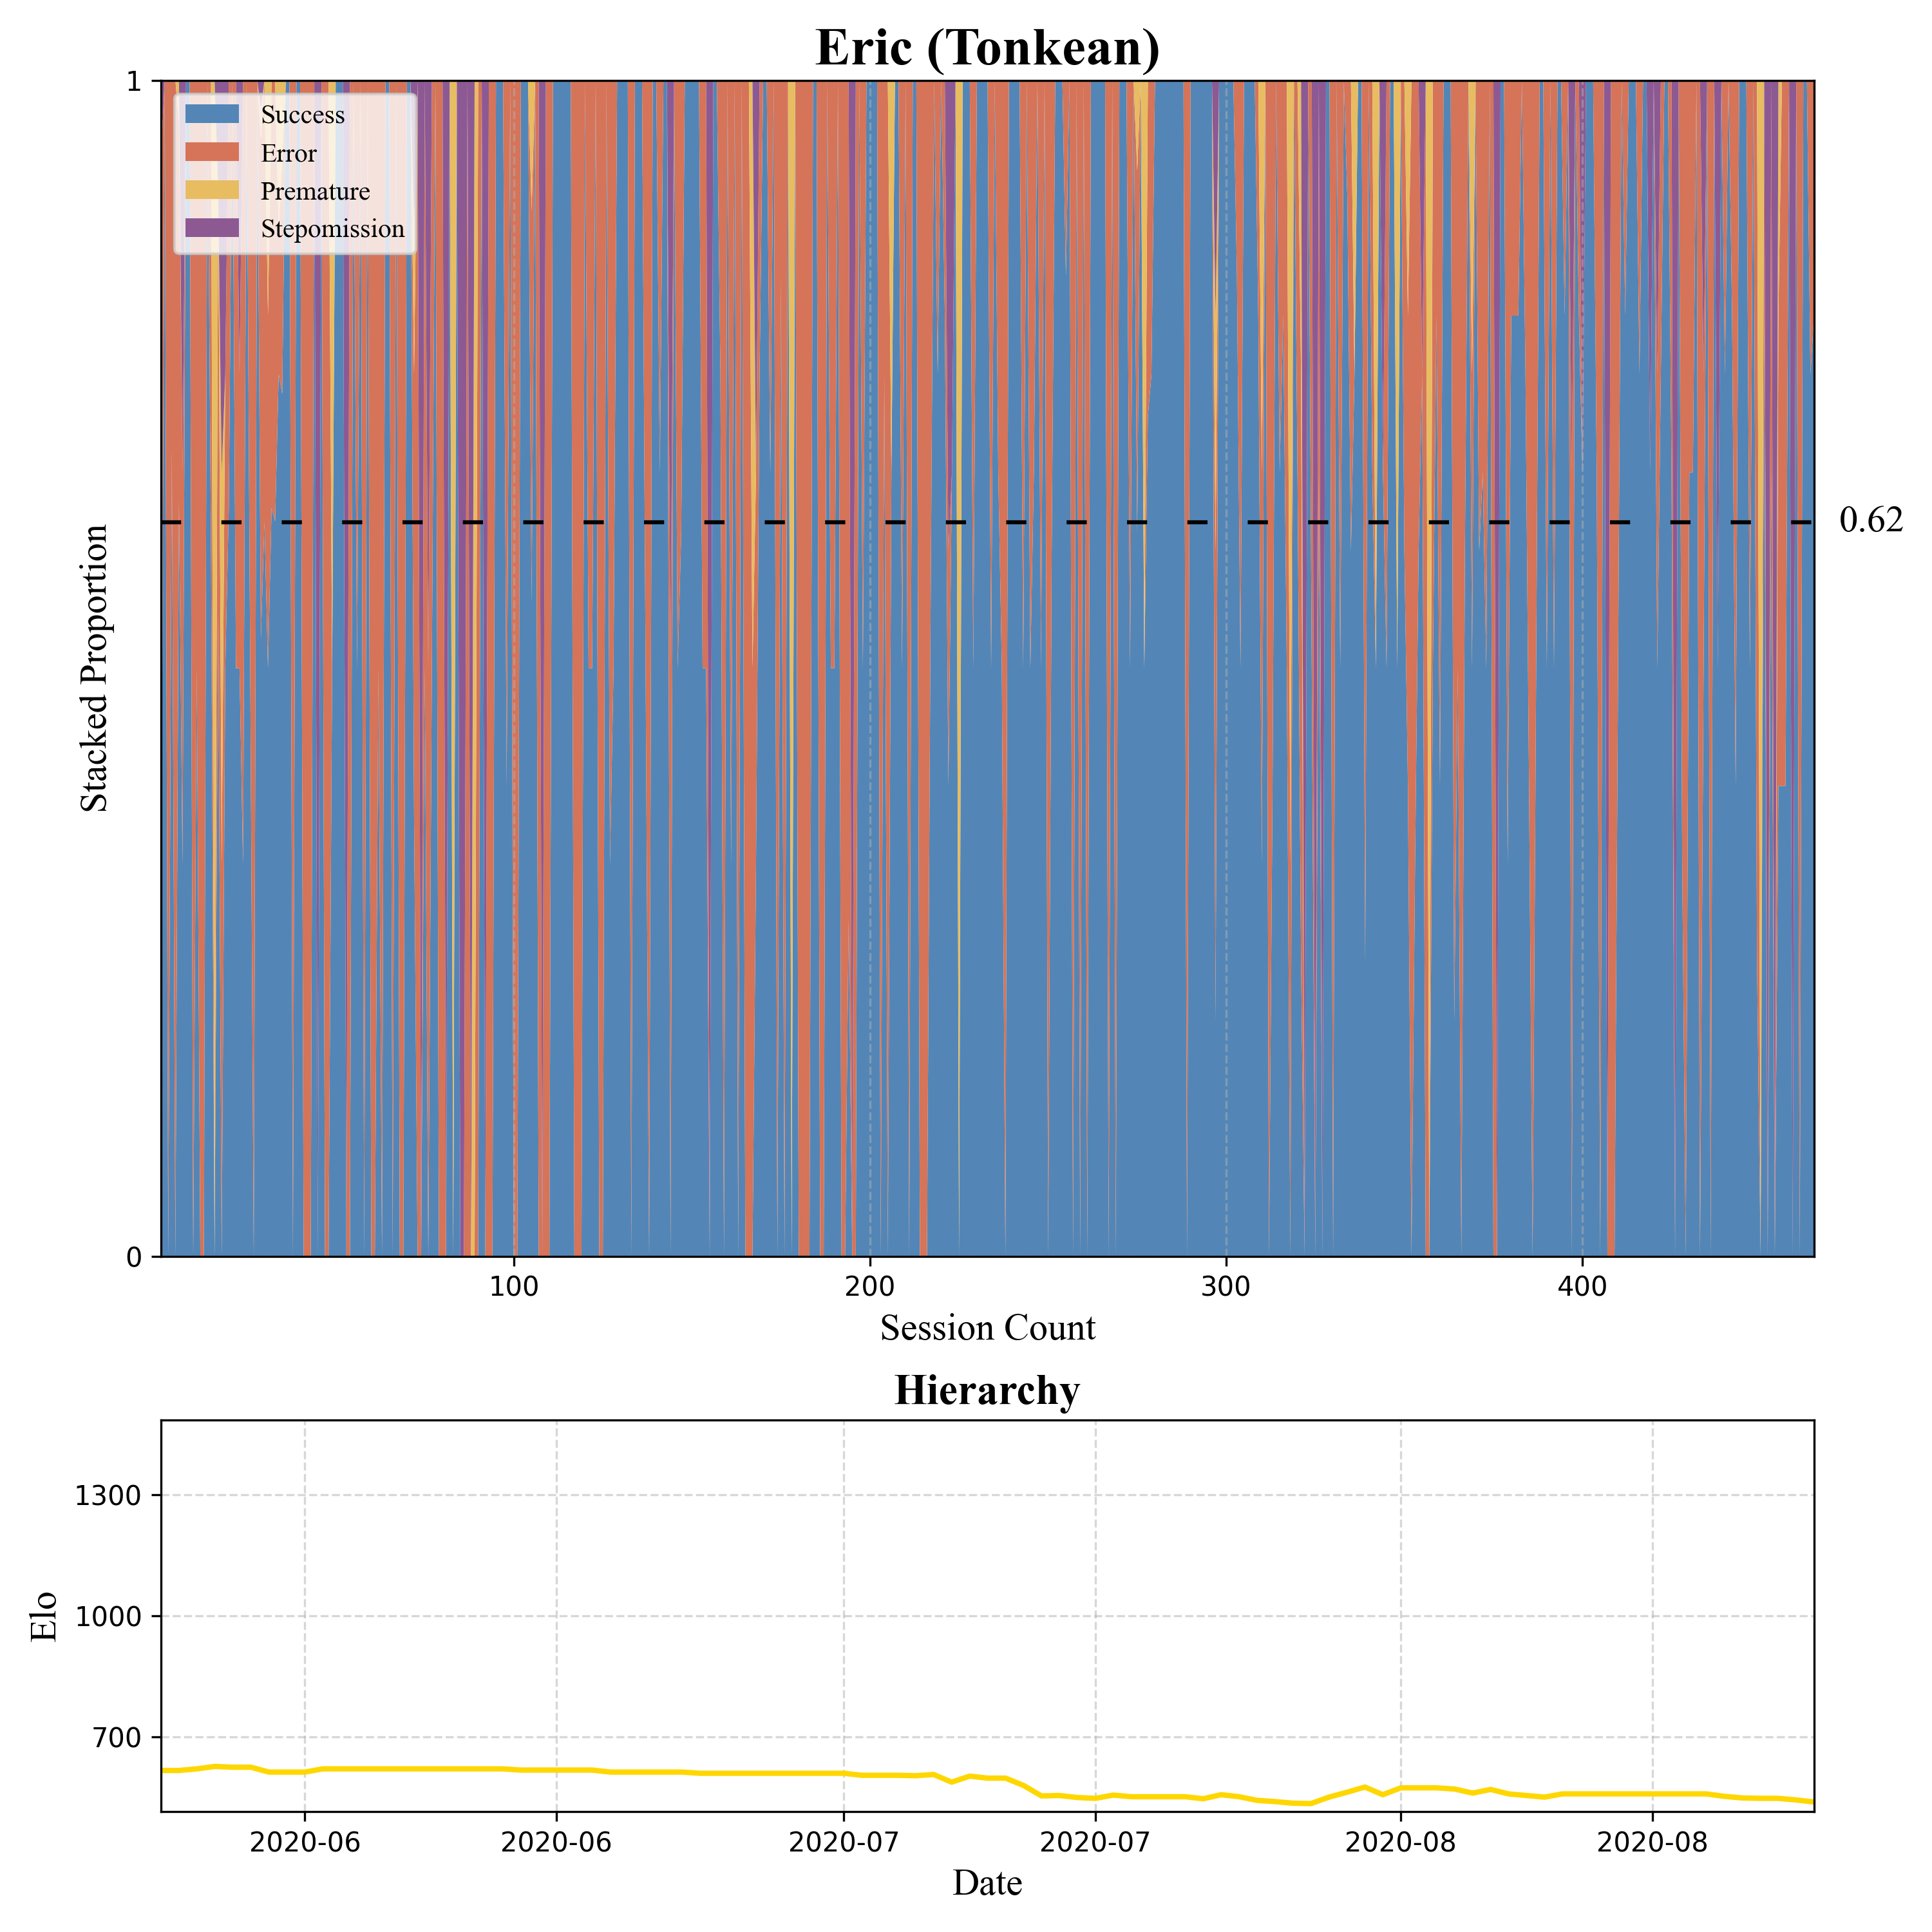 Eric (Tonkean)
1
Success
Error
Premature
Stepomission
0.62
Stacked Proportion
0
100 200 300 400
Session Count
Hierarchy
1300
1000
700
Elo
2020-06 2020-06 2020-07 2020-07 2020-08 2020-08
Date